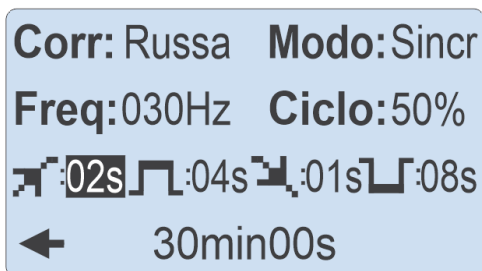 Corr: Russa Modo: Sincr
Freq:030Hz Ciclo:50%
:02s :04s :01s :08s
30min00s